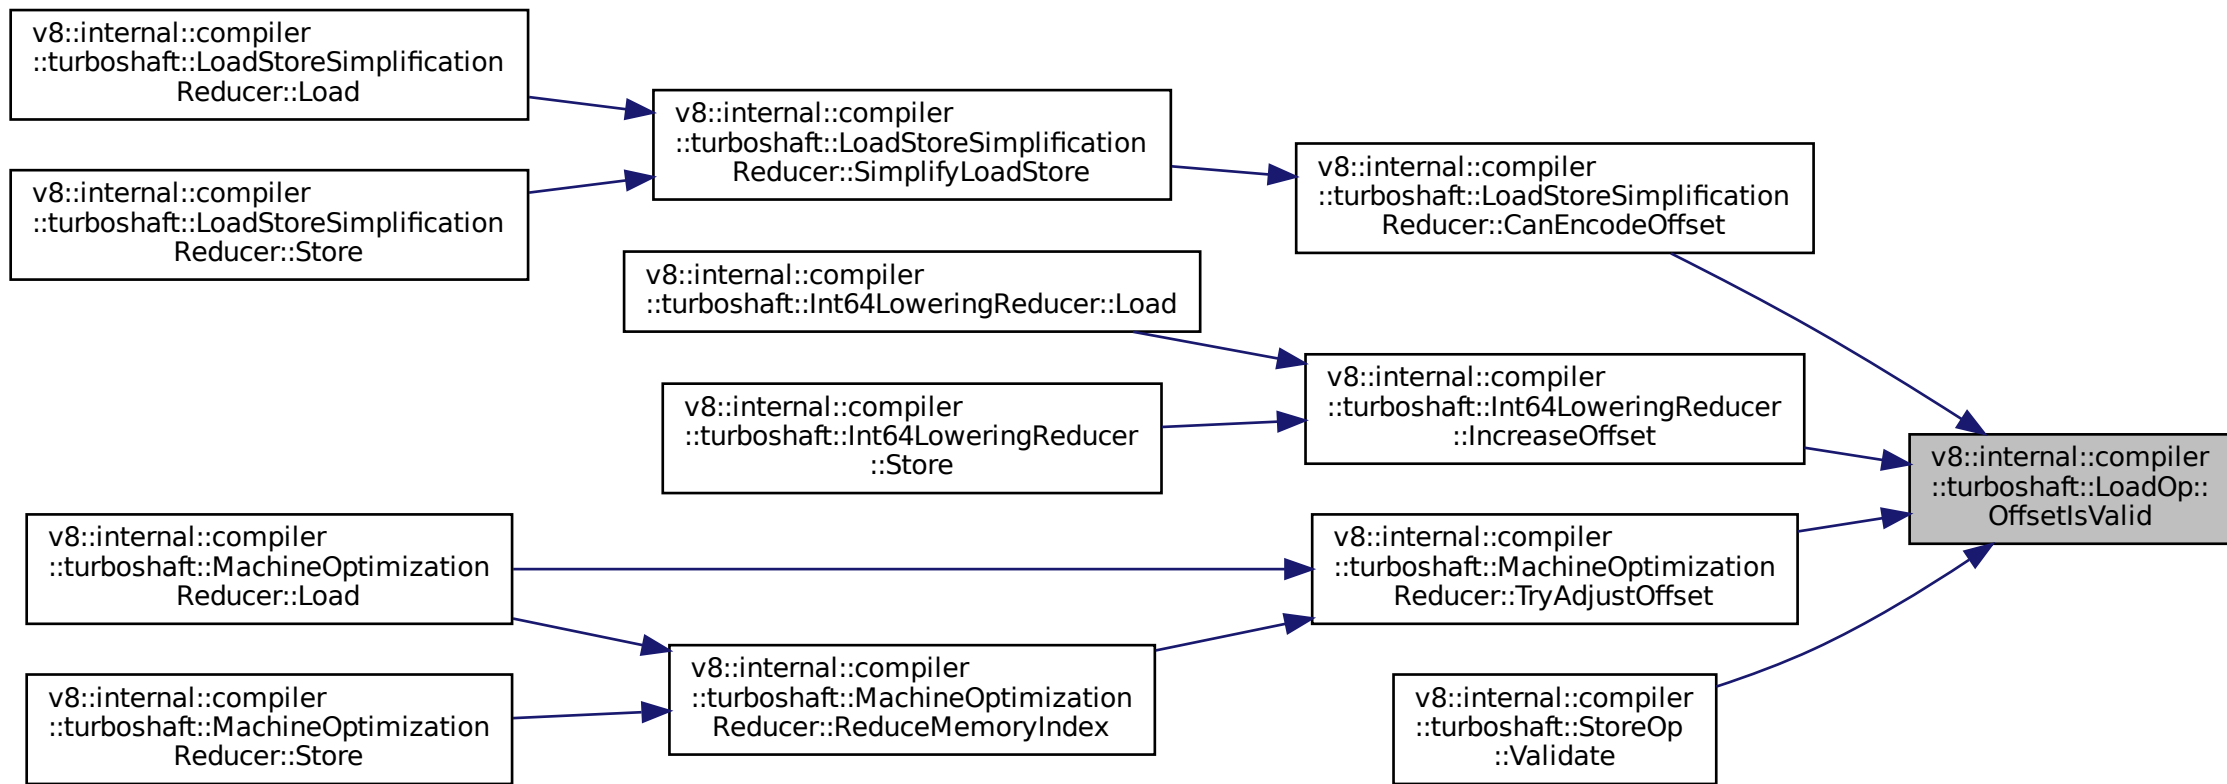 v8::internal::compiler
::turboshaft::LoadStoreSimplification
Reducer::Load
v8::internal::compiler
::turboshaft::LoadStoreSimplification
Reducer::Store
v8::internal::compiler
::turboshaft::LoadStoreSimplification
Reducer::SimplifyLoadStore
v8::internal::compiler
::turboshaft::LoadStoreSimplification
Reducer::CanEncodeOffset
v8::internal::compiler
::turboshaft::Int64LoweringReducer::Load
v8::internal::compiler
::turboshaft::Int64LoweringReducer
::Store
v8::internal::compiler
::turboshaft::Int64LoweringReducer
::IncreaseOffset
v8::internal::compiler
::turboshaft::LoadOp::
OffsetIsValid
v8::internal::compiler
::turboshaft::MachineOptimization
Reducer::Load
v8::internal::compiler
::turboshaft::MachineOptimization
Reducer::Store
v8::internal::compiler
::turboshaft::MachineOptimization
Reducer::ReduceMemoryIndex
v8::internal::compiler
::turboshaft::MachineOptimization
Reducer::TryAdjustOffset
v8::internal::compiler
::turboshaft::StoreOp
::Validate